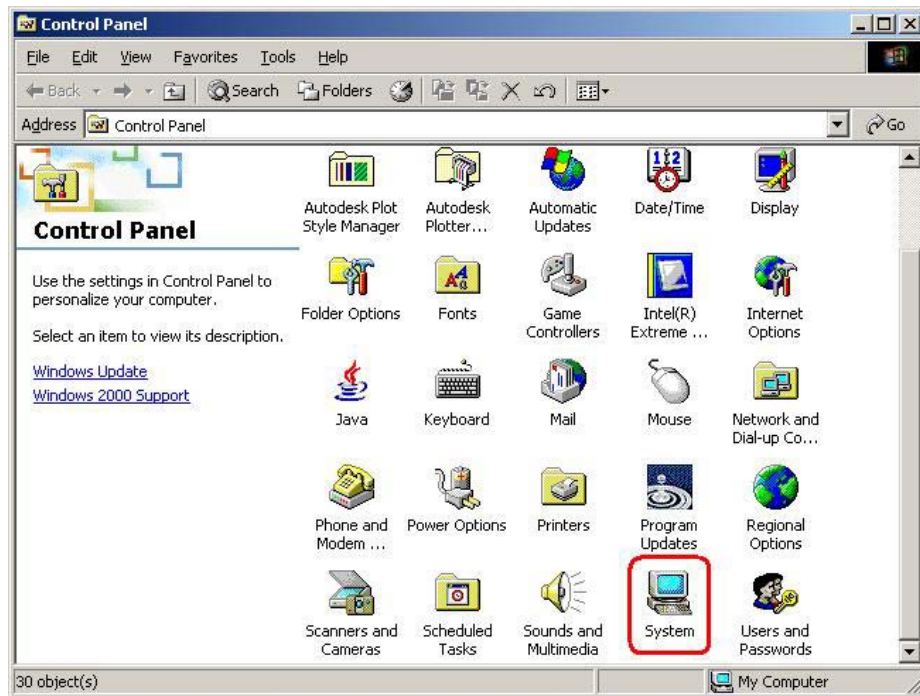 Control Panel
File Edit View Favorites Tools Help
Back Search Folders
Address Control Panel Go
Control Panel
Use the settings in Control Panel to
personalize your computer.
Select an item to view its description.
Windows Update
Windows 2000 Support
Autodesk Plot
Style Manager
Autodesk
Plotter...
Automatic
Updates
Date/Time
Display
Folder Options
Fonts
Game
Controllers
Intel(R)
Extreme ...
Internet
Options
Java
Keyboard
Mail
Mouse
Network and
Dial-up Co...
Phone and
Modem ...
Power Options
Printers
Program
Updates
Regional
Options
Scanners and
Cameras
Scheduled
Tasks
Sounds and
Multimedia
System
Users and
Passwords
30 object(s)
My Computer